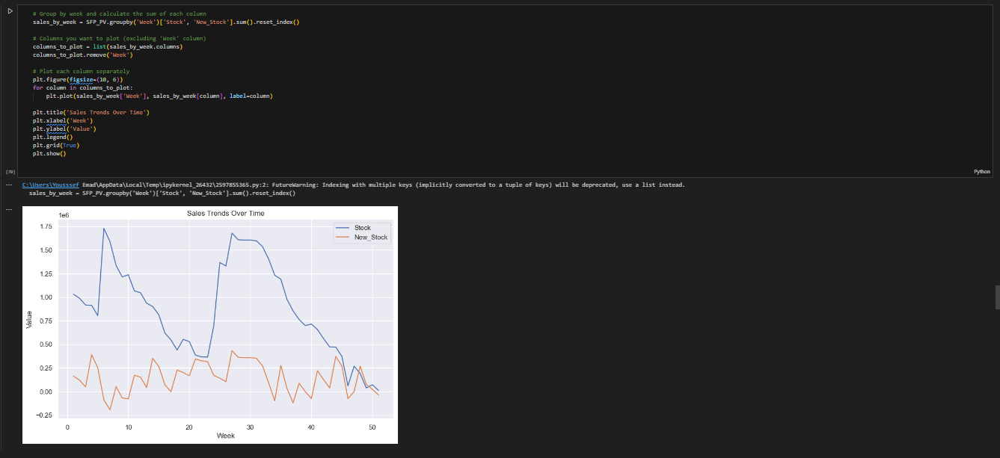 # Group by week and calculate the sum of each column
sales_by_week = SFP_PV.groupby('Week')['Stock', 'New_Stock'].sum().reset_index()
# Columns you want to plot (excluding 'Week' column)
columns_to_plot = list(sales_by_week.columns)
columns_to_plot.remove('Week')
# Plot each column separately
plt.figure(figsize=(10, 6))
for column in columns_to_plot:
plt.plot(sales_by_week['Week'], sales_by_week[column], label=column)
plt.title('Sales Trends Over Time')
plt.xlabel('Week')
plt.ylabel('Value')
plt.legend()
plt.grid(True)
plt.show()
[70]
Python
C:\Users\Yousssef Emad\AppData\Local\Temp\ipykernel_26432\2597855365.py:2: FutureWarning: Indexing with multiple keys (implicitly converted to a tuple of keys) will be deprecated, use a list instead.
sales_by_week = SFP_PV.groupby('Week')['Stock', 'New_Stock'].sum().reset_index()
Sales Trends Over Time
1e6
Stock
New_Stock
1.75
1.50
1.25
1.00
0.75
0.50
0.25
0.00
−0.25
Value
0 10 20 30 40 50
Week